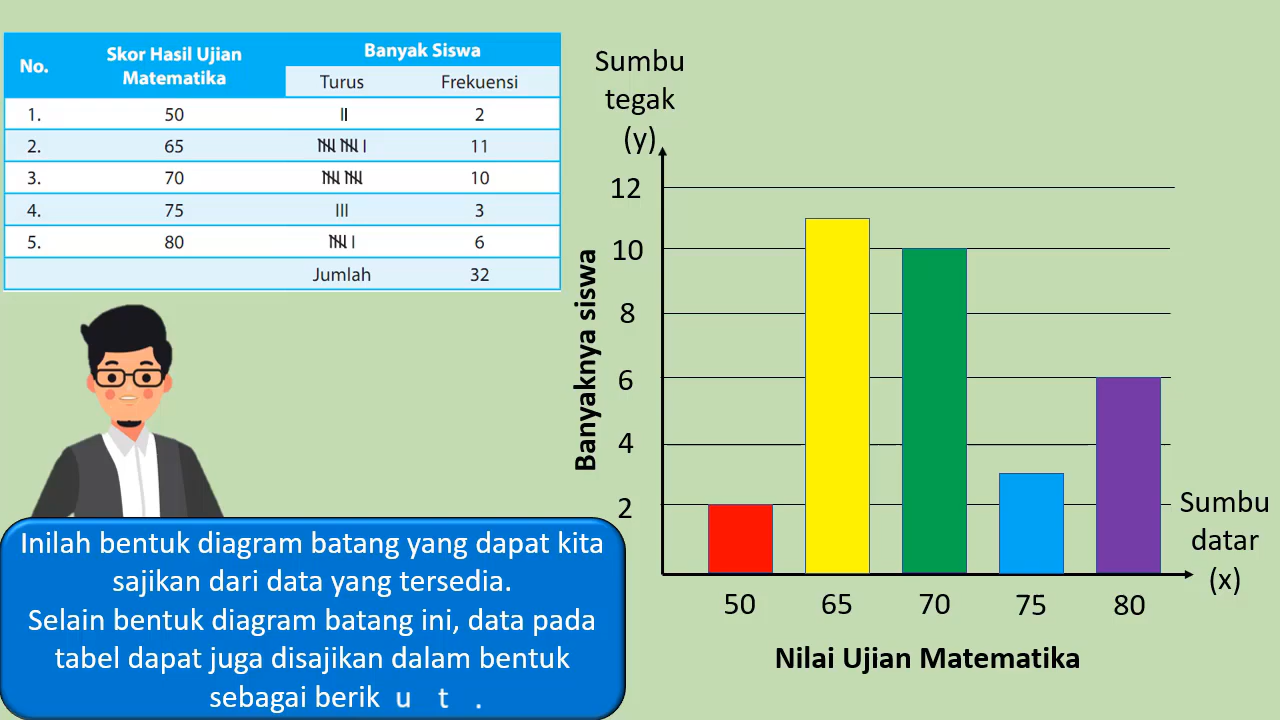 No. Skor Hasil Ujian Matematika Banyak Siswa
Turus Frekuensi
1. 50 II 2
2. 65 𝍸 𝍸 I 11
3. 70 𝍸 𝍸 10
4. 75 III 3
5. 80 𝍸 I 6
Jumlah 32
Sumbu
tegak
(y)
12
10
8
6
4
2
Banyaknya siswa
50 65 70 75 80
Nilai Ujian Matematika
Sumbu
datar
(x)
Inilah bentuk diagram batang yang dapat kita
sajikan dari data yang tersedia.
Selain bentuk diagram batang ini, data pada
tabel dapat juga disajikan dalam bentuk
sebagai berik u t .